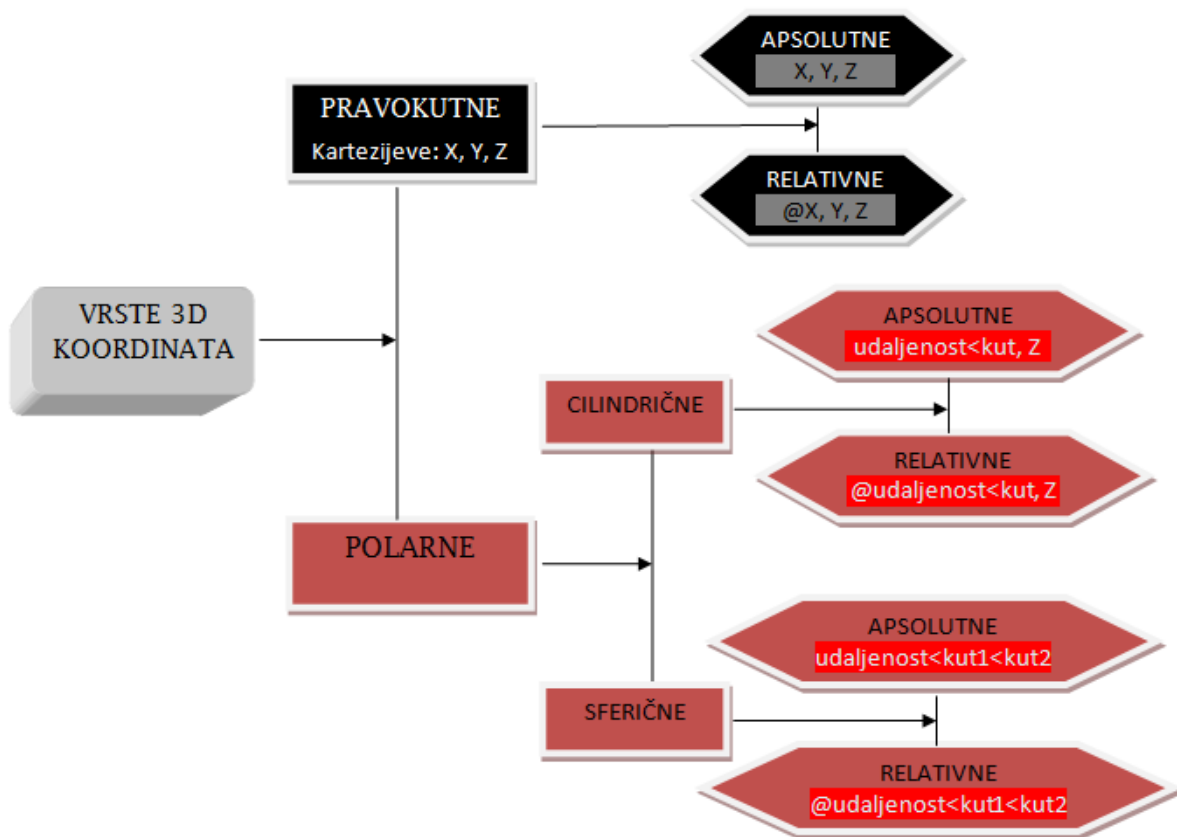 APSOLUTNE
X, Y, Z
PRAVOKUTNE
Kartezijeve: X, Y, Z
RELATIVNE
@X, Y, Z
VRSTE 3D
KOORDINATA
APSOLUTNE
udaljenost<kut, Z
CILINDRIČNE
RELATIVNE
@udaljenost<kut, Z
POLARNE
APSOLUTNE
udaljenost<kut1<kut2
SFERIČNE
RELATIVNE
@udaljenost<kut1<kut2